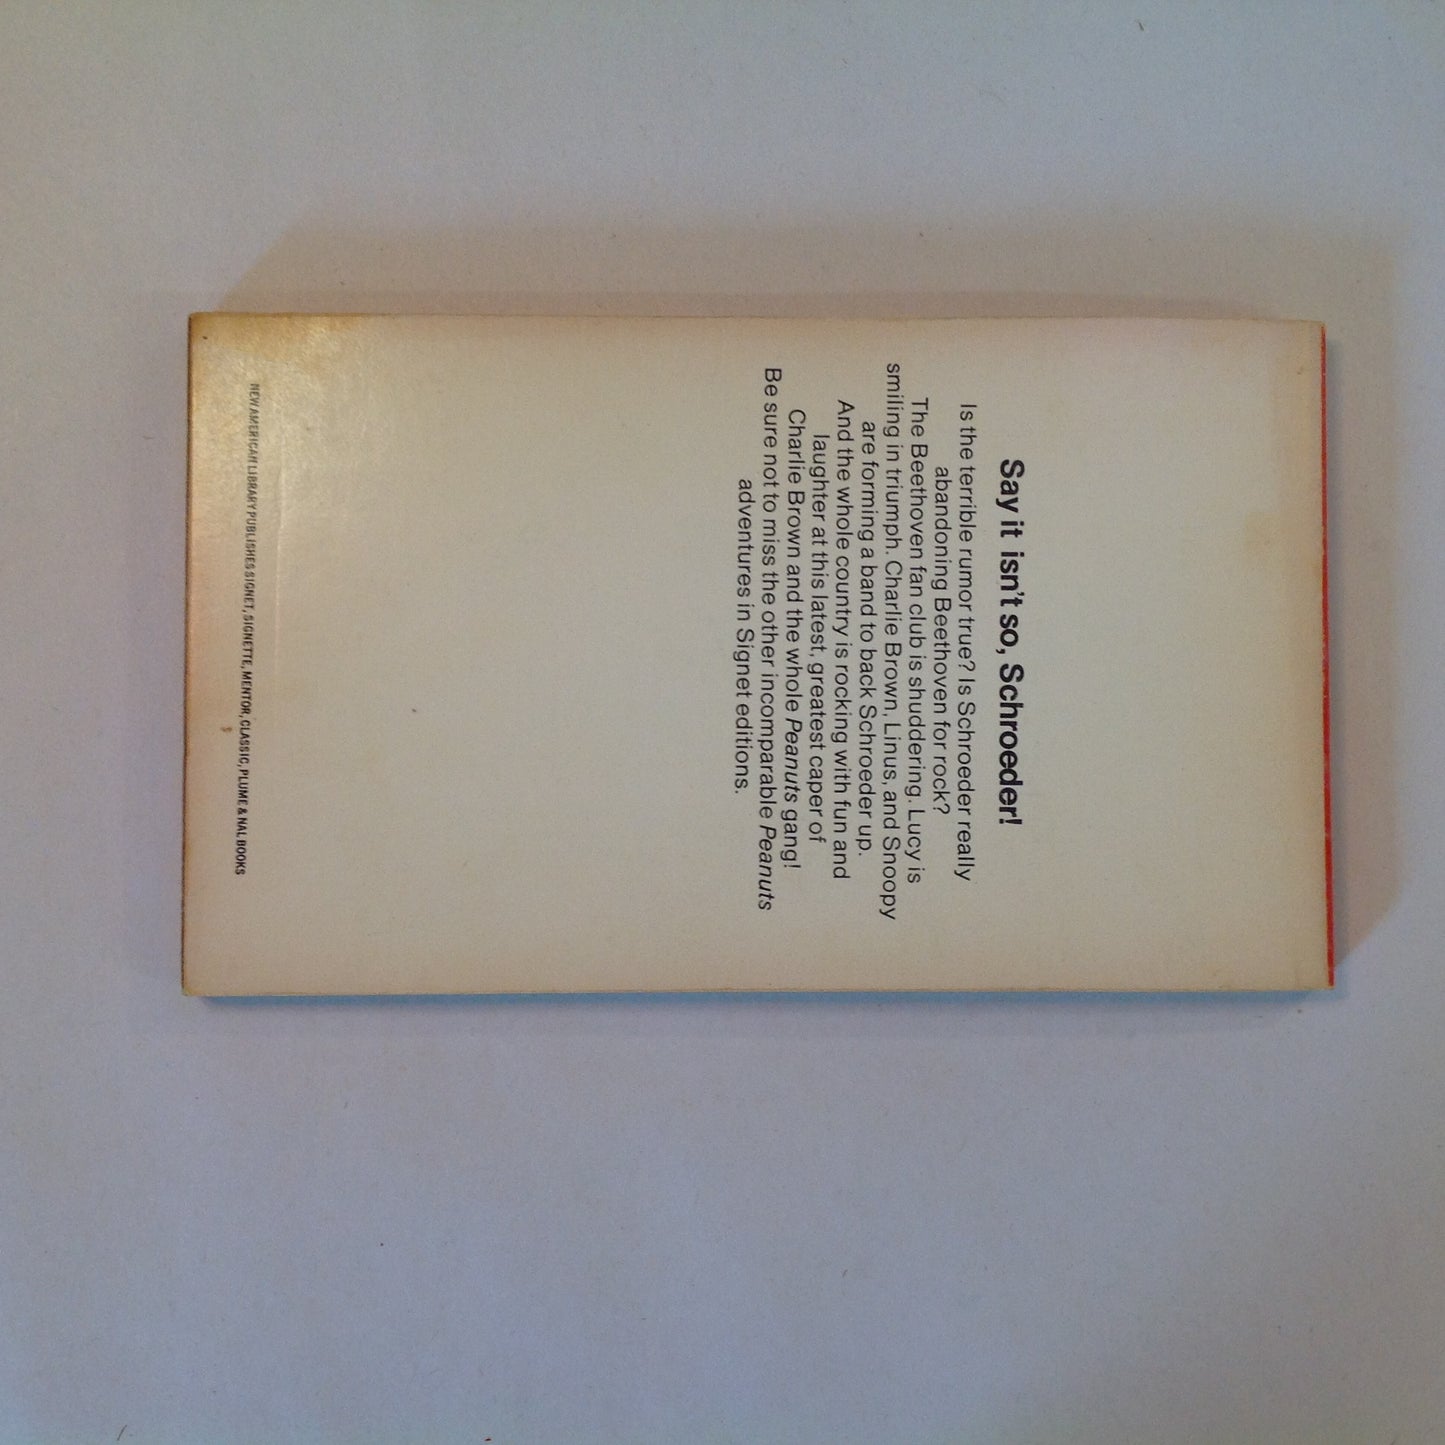 Say it isn't so, Schroeder!
Is the terrible rumor true? Is Schroeder really
abandoning Beethoven for rock?
The Beethoven fan club is shuddering. Lucy is
smiling in triumph. Charlie Brown, Linus, and Snoopy
are forming a band to back Schroeder up.
And the whole country is rocking with fun and
laughter at this latest, greatest caper of
Charlie Brown and the whole Peanuts gang!
Be sure not to miss the other incomparable Peanuts
adventures in Signet editions.
NEW AMERICAN LIBRARY PUBLISHES SIGNET, SIGNETTE, MENTOR, CLASSIC, PLUME & NAL BOOKS